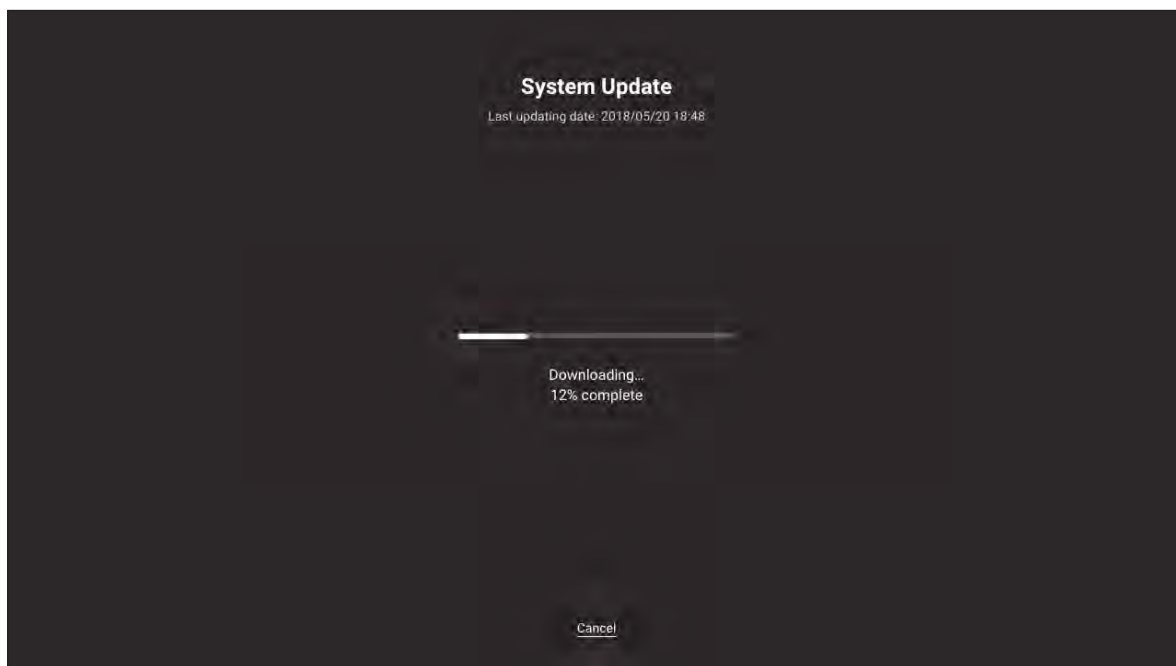 System Update
Last updating date: 2018/05/20 18:48
Downloading...
12% complete
Cancel